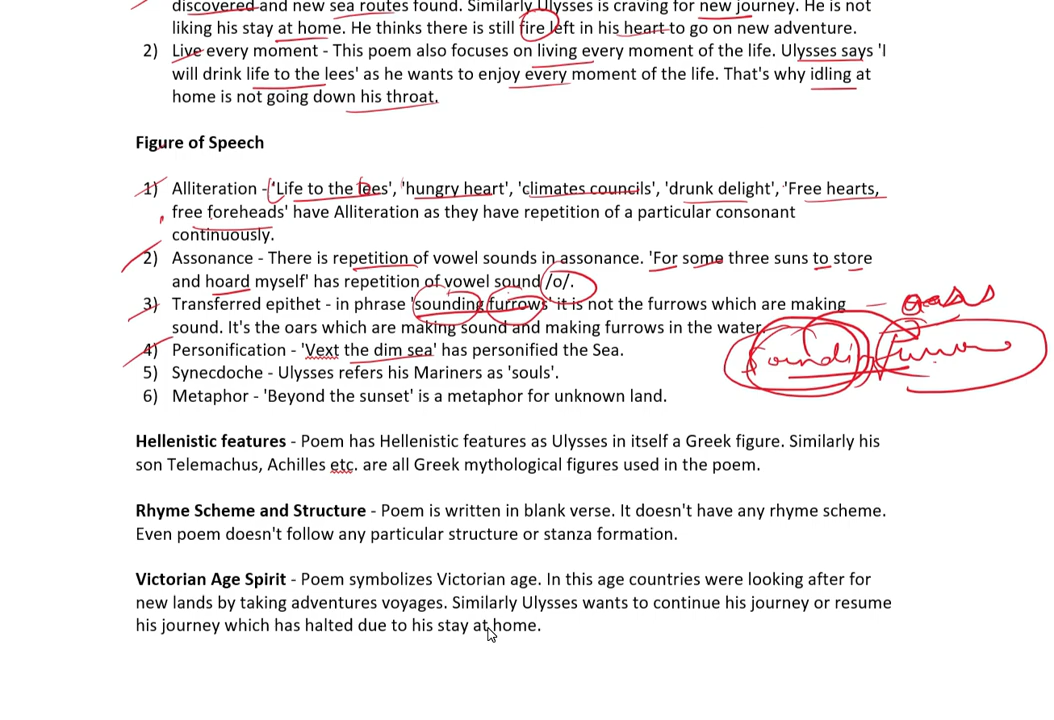 discovered and new sea routes found. Similarly Ulysses is craving for new journey. He is not
liking his stay at home. He thinks there is still fire left in his heart to go on new adventure.
2) Live every moment - This poem also focuses on living every moment of the life. Ulysses says 'I
will drink life to the lees' as he wants to enjoy every moment of the life. That's why idling at
home is not going down his throat.
Figure of Speech
1) Alliteration - 'Life to the lees', 'hungry heart', 'climates councils', 'drunk delight', 'Free hearts,
free foreheads' have Alliteration as they have repetition of a particular consonant
continuously.
2) Assonance - There is repetition of vowel sounds in assonance. 'For some three suns to store
and hoard myself' has repetition of vowel sound /o/.
3) Transferred epithet - in phrase 'sounding furrows' it is not the furrows which are making
oars
sound. It's the oars which are making sound and making furrows in the water
4) Personification - 'Vext the dim sea' has personified the Sea.
5) Synecdoche - Ulysses refers his Mariners as 'souls'.
6) Metaphor - 'Beyond the sunset' is a metaphor for unknown land.
Hellenistic features - Poem has Hellenistic features as Ulysses in itself a Greek figure. Similarly his
son Telemachus, Achilles etc. are all Greek mythological figures used in the poem.
Rhyme Scheme and Structure - Poem is written in blank verse. It doesn't have any rhyme scheme.
Even poem doesn't follow any particular structure or stanza formation.
Victorian Age Spirit - Poem symbolizes Victorian age. In this age countries were looking after for
new lands by taking adventures voyages. Similarly Ulysses wants to continue his journey or resume
his journey which has halted due to his stay at home.